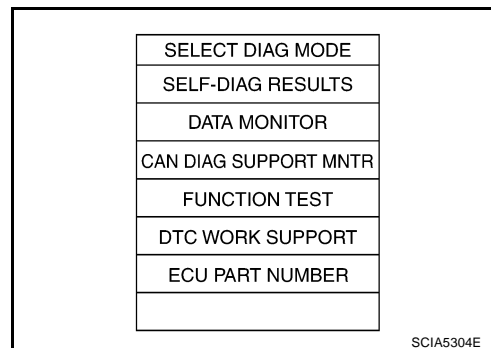 SELECT DIAG MODE
SELF-DIAG RESULTS
DATA MONITOR
CAN DIAG SUPPORT MNTR
FUNCTION TEST
DTC WORK SUPPORT
ECU PART NUMBER
SCIA5304E